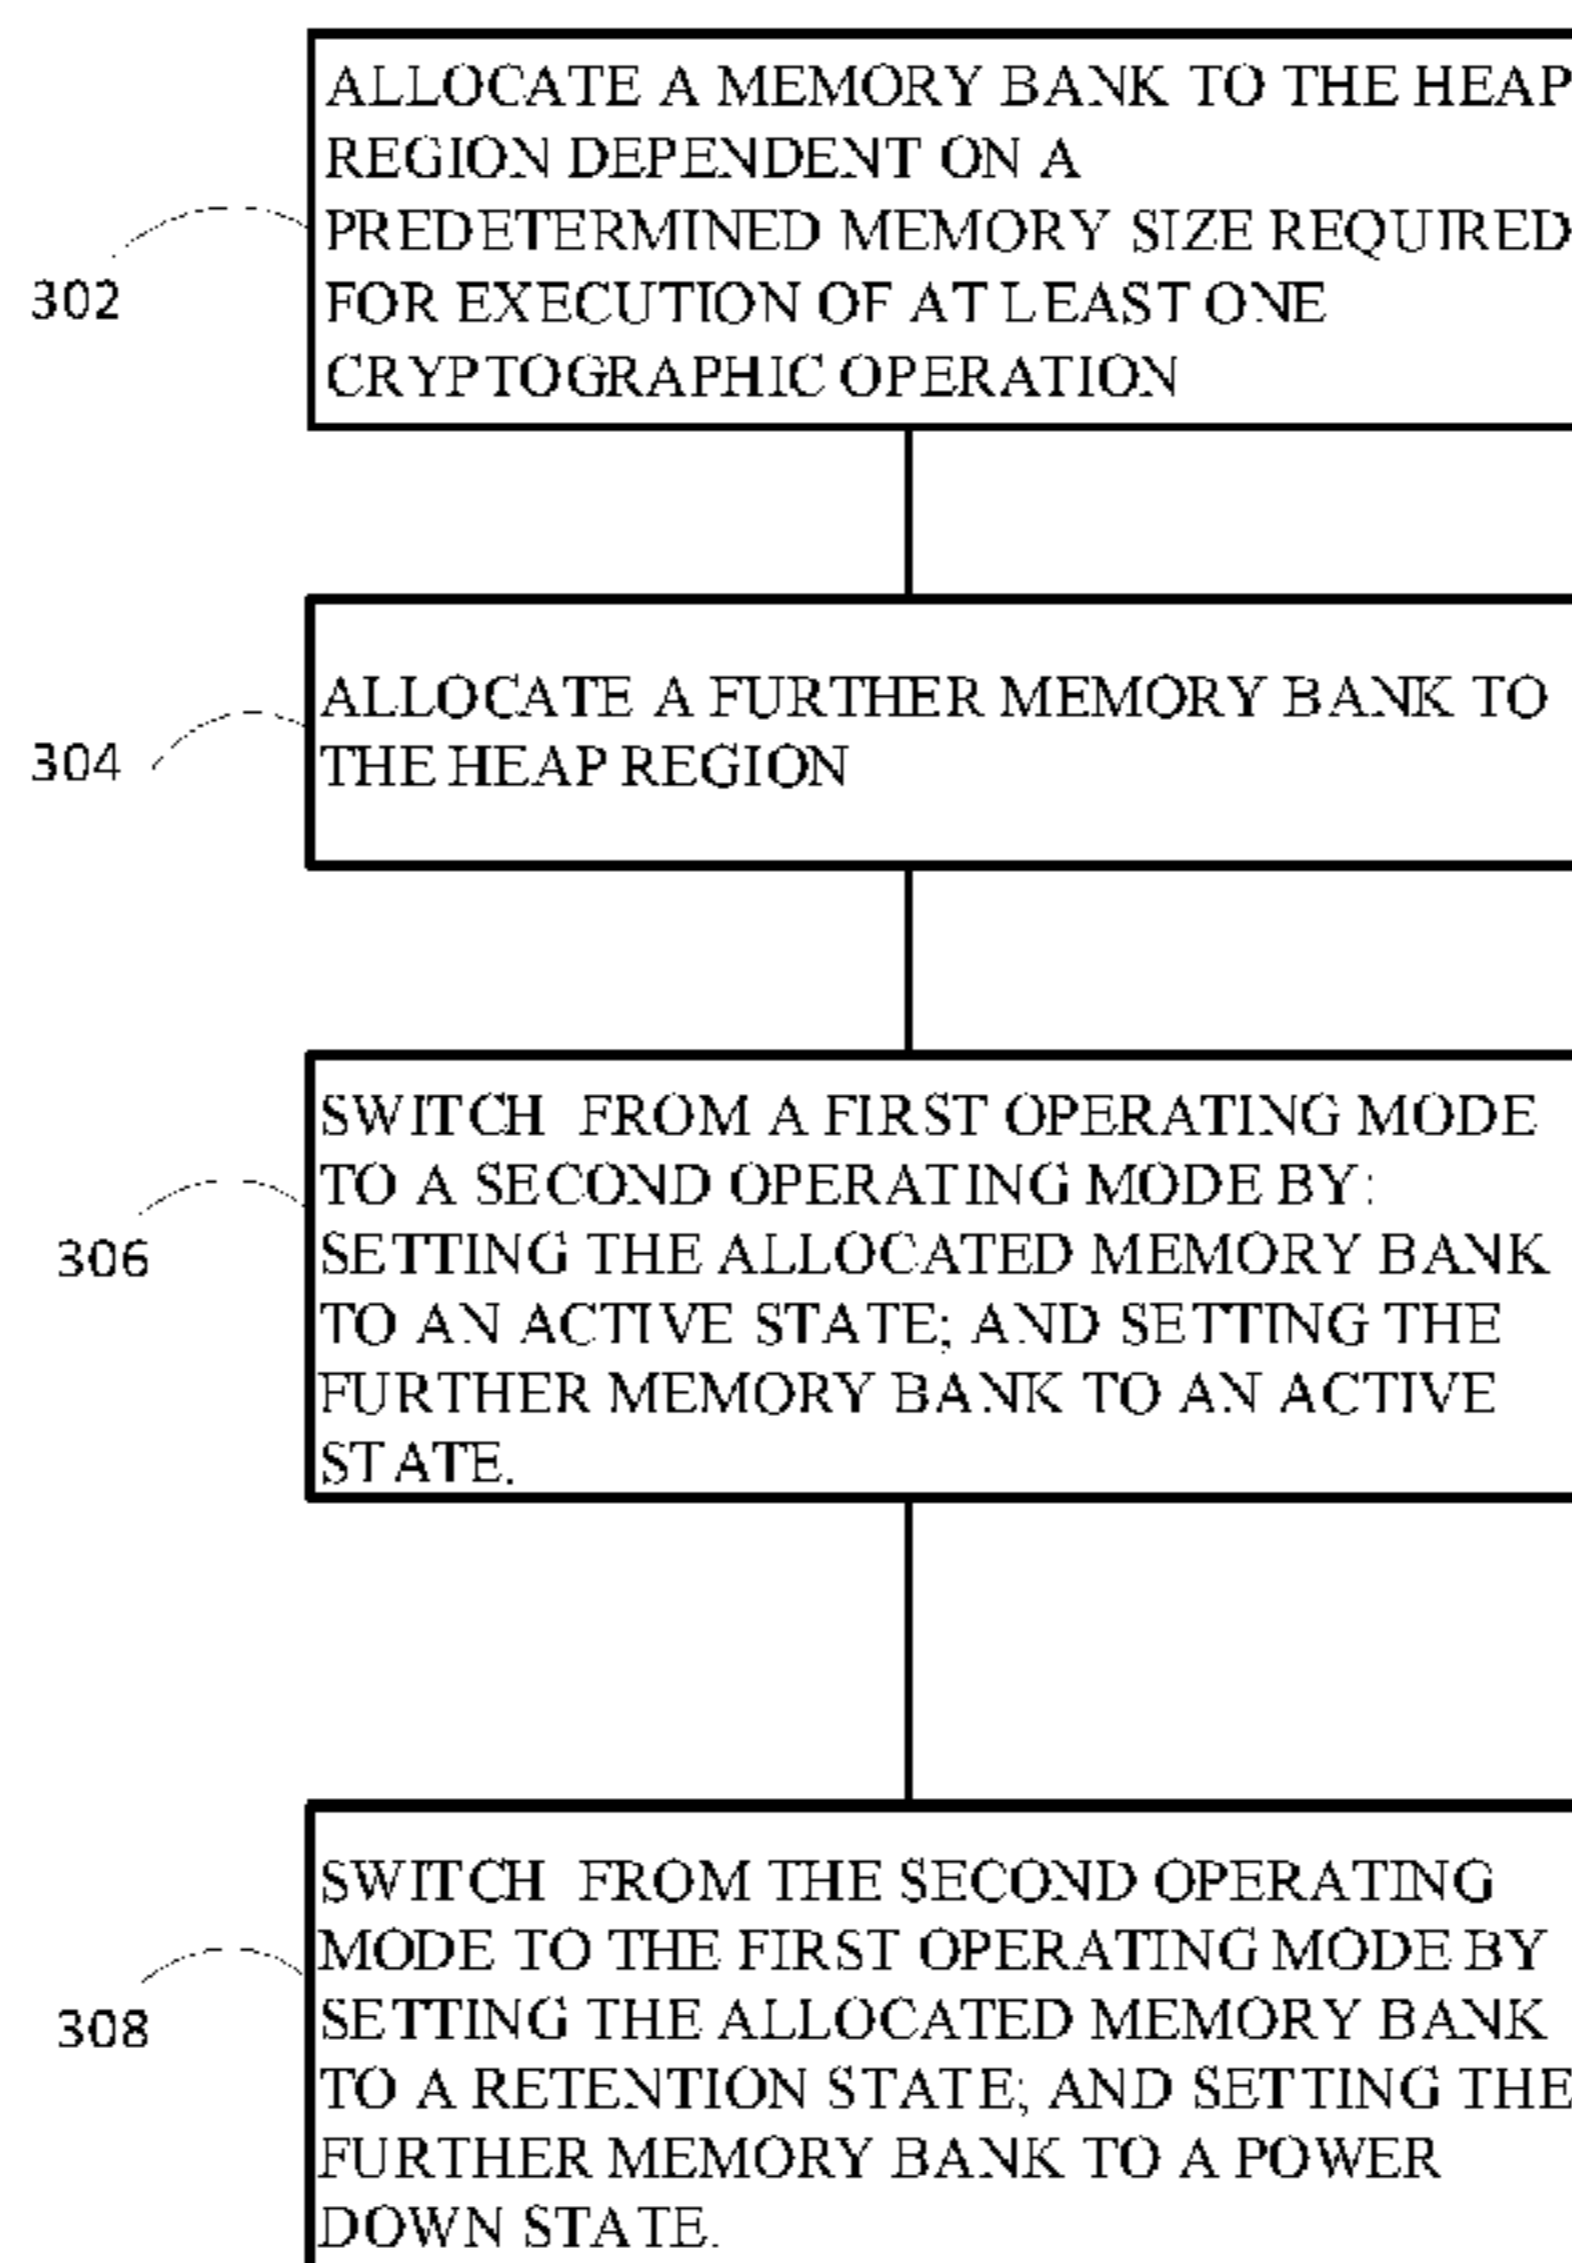 ALLOCATE A MEMORY BANK TO THE HEAP
REGION DEPENDENT ON A
PREDETERMINED MEMORY SIZE REQUIRED
FOR EXECUTION OF AT LEAST ONE
CRYPTOGRAPHIC OPERATION
302
ALLOCATE A FURTHER MEMORY BANK TO
THE HEAP REGION
304
SWITCH FROM A FIRST OPERATING MODE
TO A SECOND OPERATING MODE BY:
SETTING THE ALLOCATED MEMORY BANK
TO AN ACTIVE STATE; AND SETTING THE
FURTHER MEMORY BANK TO AN ACTIVE
STATE.
306
SWITCH FROM THE SECOND OPERATING
MODE TO THE FIRST OPERATING MODE BY
SETTING THE ALLOCATED MEMORY BANK
TO A RETENTION STATE; AND SETTING THE
FURTHER MEMORY BANK TO A POWER
DOWN STATE.
308